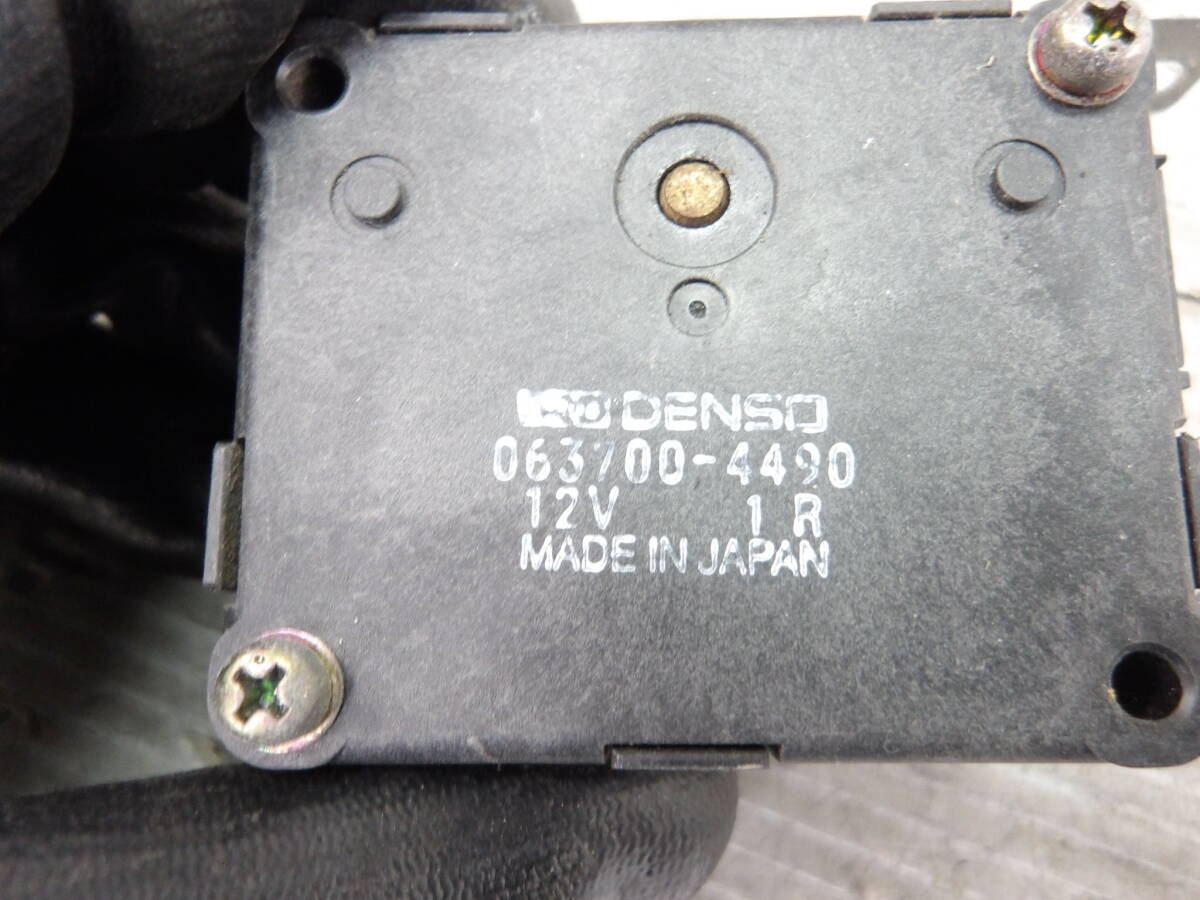 DENSO
063700-4490
12V 1R
MADE IN JAPAN